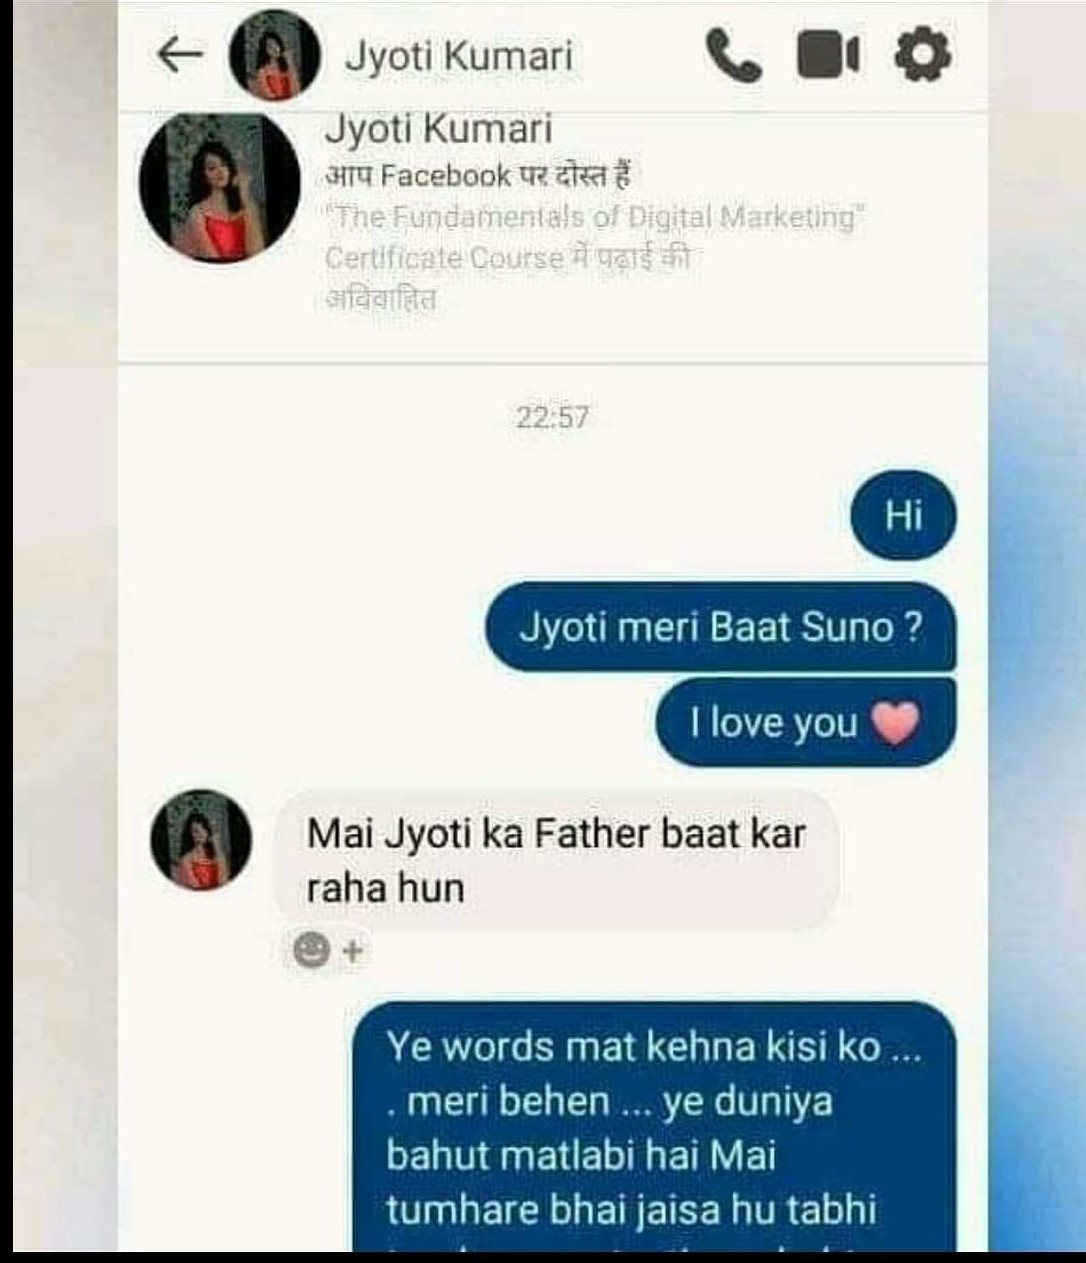 Jyoti Kumari
Jyoti Kumari
आप Facebook पर दोस्त हैं
"The Fundamentals of Digital Marketing"
Certificate Course में पढ़ाई की
अविवाहित
22:57
Hi
Jyoti meri Baat Suno ?
I love you
Mai Jyoti ka Father baat kar
raha hun
Ye words mat kehna kisi ko ...
. meri behen ... ye duniya
bahut matlabi hai Mai
tumhare bhai jaisa hu tabhi